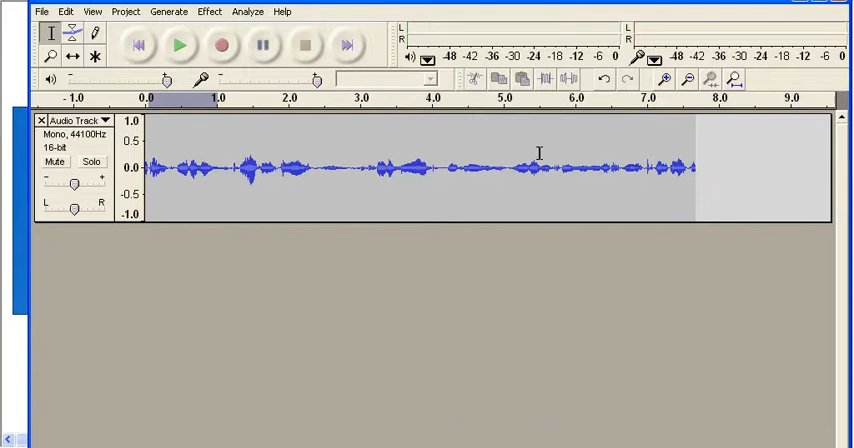 File Edit View Project Generate Effect Analyze Help
L
R
-48 -42 -36 -30 -24 -18 -12 -6 0
L
R
-48 -42 -36 -30 -24 -18 -12 -6 0
- +
- +
- 1.0 0.0 1.0 2.0 3.0 4.0 5.0 6.0 7.0 8.0 9.0
Audio Track
Mono, 44100Hz
16-bit
Mute Solo
- +
L R
1.0
0.5
0.0
-0.5
-1.0